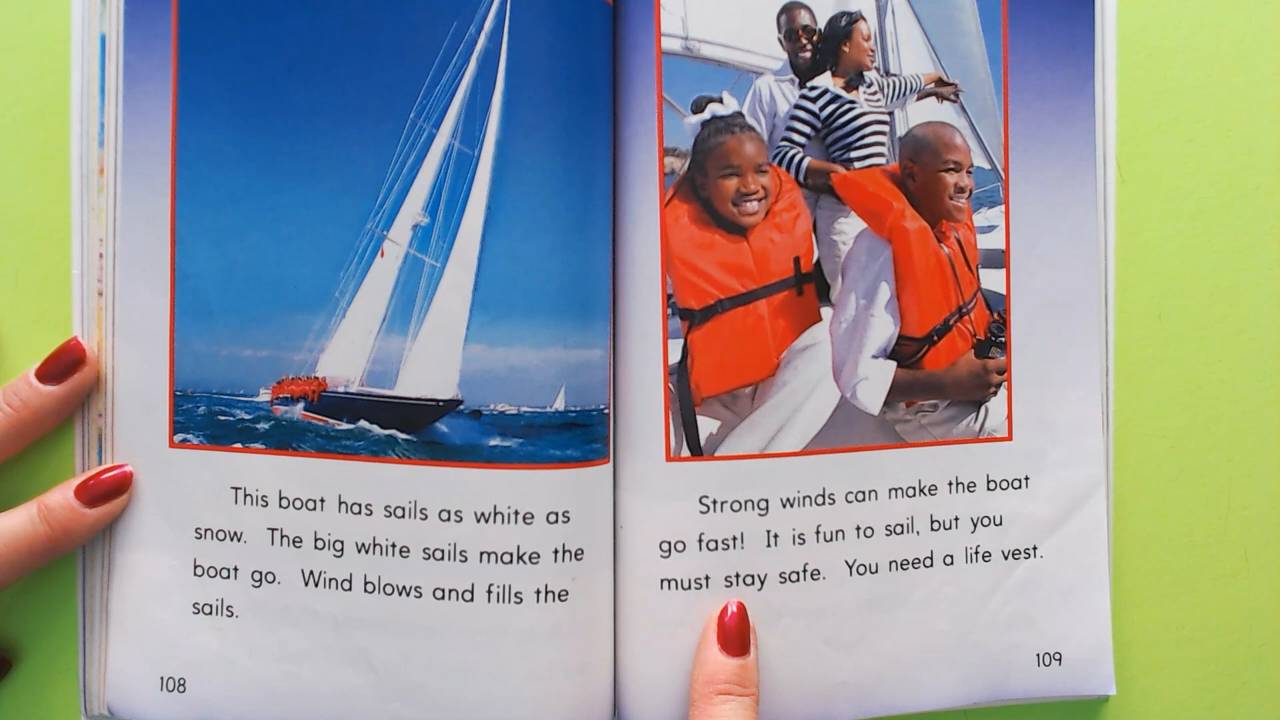 This boat has sails as white as
snow. The big white sails make the
boat go. Wind blows and fills the
sails.
108
Strong winds can make the boat
go fast! It is fun to sail, but you
must stay safe. You need a life vest.
109